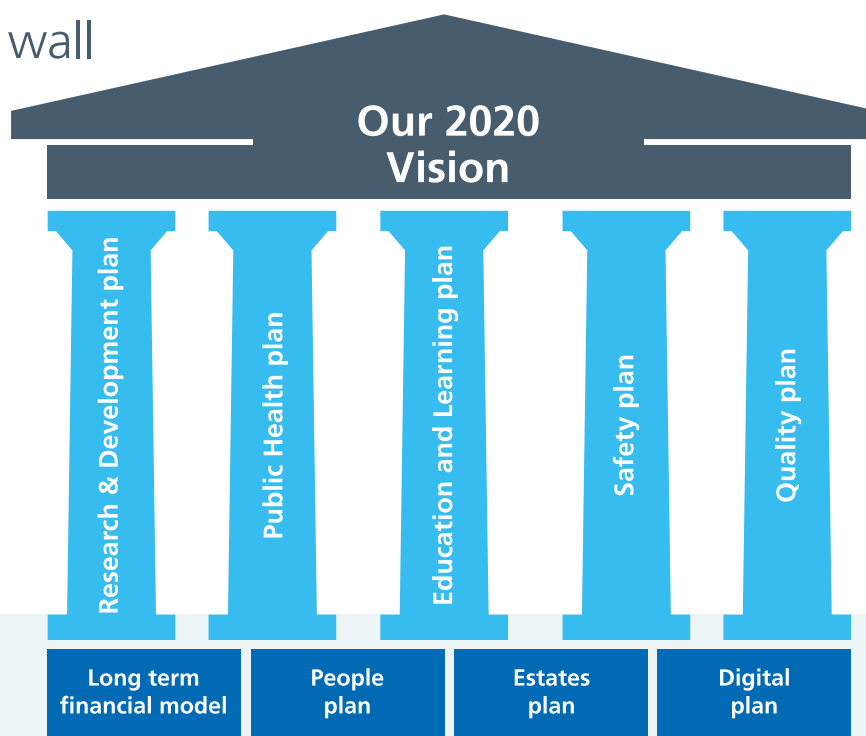 wall
Our 2020
Vision
Research & Development plan
Public Health plan
Education and Learning plan
Safety plan
Quality plan
Long term
financial model
People
plan
Estates
plan
Digital
plan